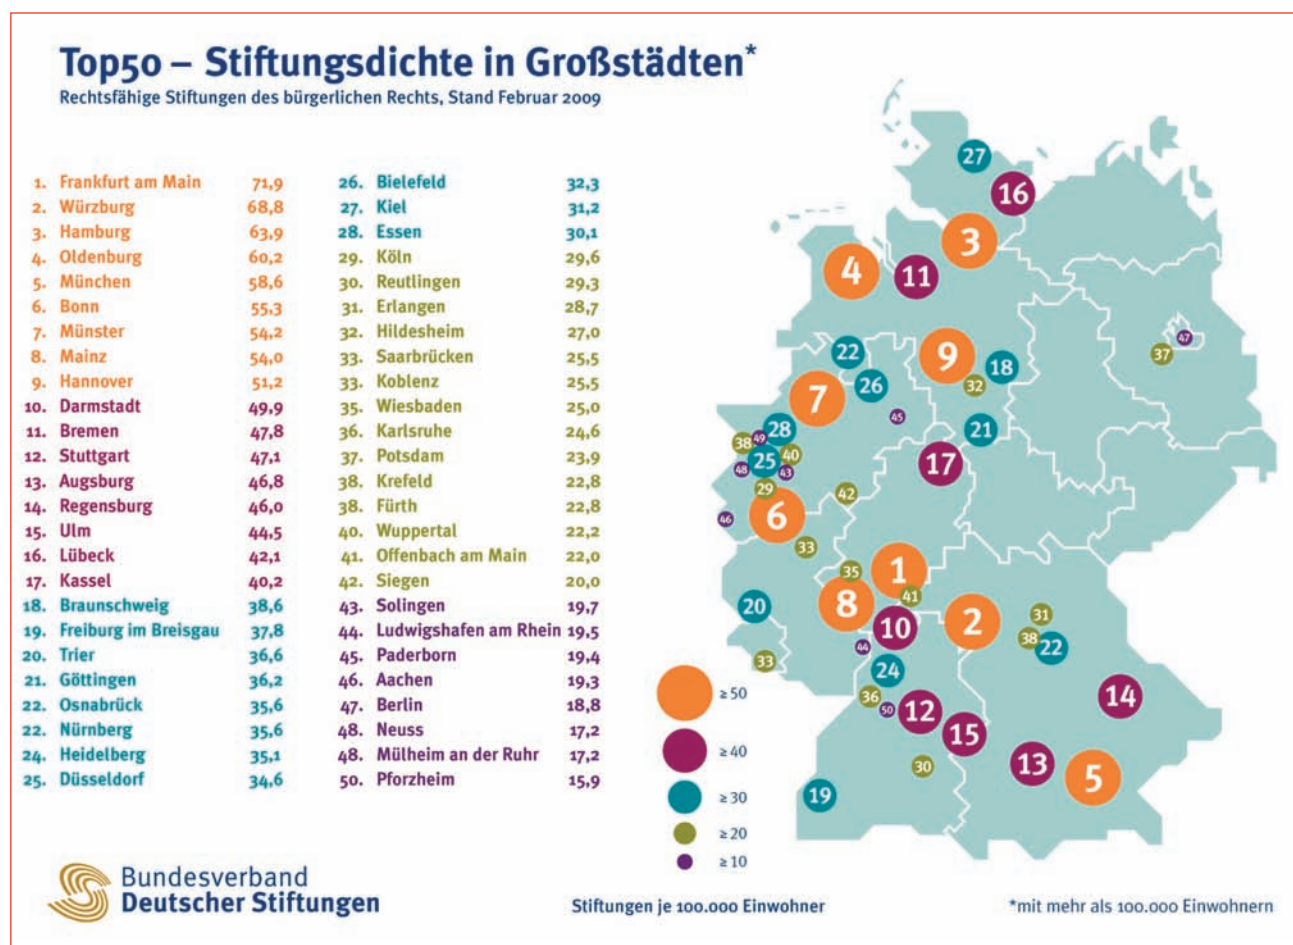 Top50 – Stiftungsdichte in Großstädten*
Rechtsfähige Stiftungen des bürgerlichen Rechts, Stand Februar 2009
1. Frankfurt am Main 71,9
2. Würzburg 68,8
3. Hamburg 63,9
4. Oldenburg 60,2
5. München 58,6
6. Bonn 55,3
7. Münster 54,2
8. Mainz 54,0
9. Hannover 51,2
10. Darmstadt 49,9
11. Bremen 47,8
12. Stuttgart 47,1
13. Augsburg 46,8
14. Regensburg 46,0
15. Ulm 44,5
16. Lübeck 42,1
17. Kassel 40,2
18. Braunschweig 38,6
19. Freiburg im Breisgau 37,8
20. Trier 36,6
21. Göttingen 36,2
22. Osnabrück 35,6
22. Nürnberg 35,6
24. Heidelberg 35,1
25. Düsseldorf 34,6
26. Bielefeld 32,3
27. Kiel 31,2
28. Essen 30,1
29. Köln 29,6
30. Reutlingen 29,3
31. Erlangen 28,7
32. Hildesheim 27,0
33. Saarbrücken 25,5
33. Koblenz 25,5
35. Wiesbaden 25,0
36. Karlsruhe 24,6
37. Potsdam 23,9
38. Krefeld 22,8
38. Fürth 22,8
40. Wuppertal 22,2
41. Offenbach am Main 22,0
42. Siegen 20,0
43. Solingen 19,7
44. Ludwigshafen am Rhein 19,5
45. Paderborn 19,4
46. Aachen 19,3
47. Berlin 18,8
48. Neuss 17,2
48. Mülheim an der Ruhr 17,2
50. Pforzheim 15,9
27
16
3
4
11
47
37
22
9
18
26
32
7
45
28
21
49
38
40
25
17
48
43
29
42
6
46
33
35
1
41
8
20
2
31
10
38
22
44
33
24
36
14
50
12
15
30
13
5
19
≥ 50
≥ 40
≥ 30
≥ 20
≥ 10
Bundesverband
Deutscher Stiftungen
Stiftungen je 100.000 Einwohner
*mit mehr als 100.000 Einwohnern